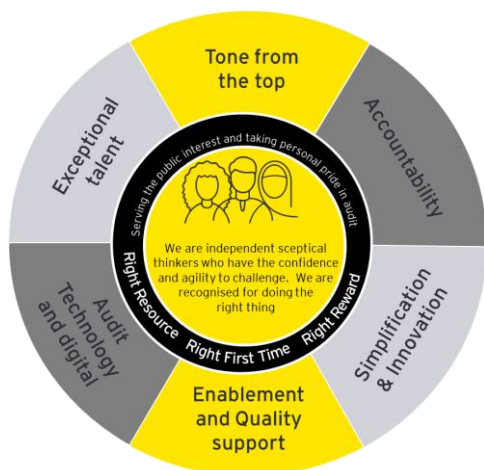 Tone from
the top
Accountability
Simplification
& Innovation
Enablement
and Quality
support
Audit
Technology
and digital
Exceptional
talent
Serving the public interest and taking personal pride in audit
We are independent sceptical
thinkers who have the confidence
and agility to challenge. We are
recognised for doing the
right thing
Right Resource Right First Time Right Reward